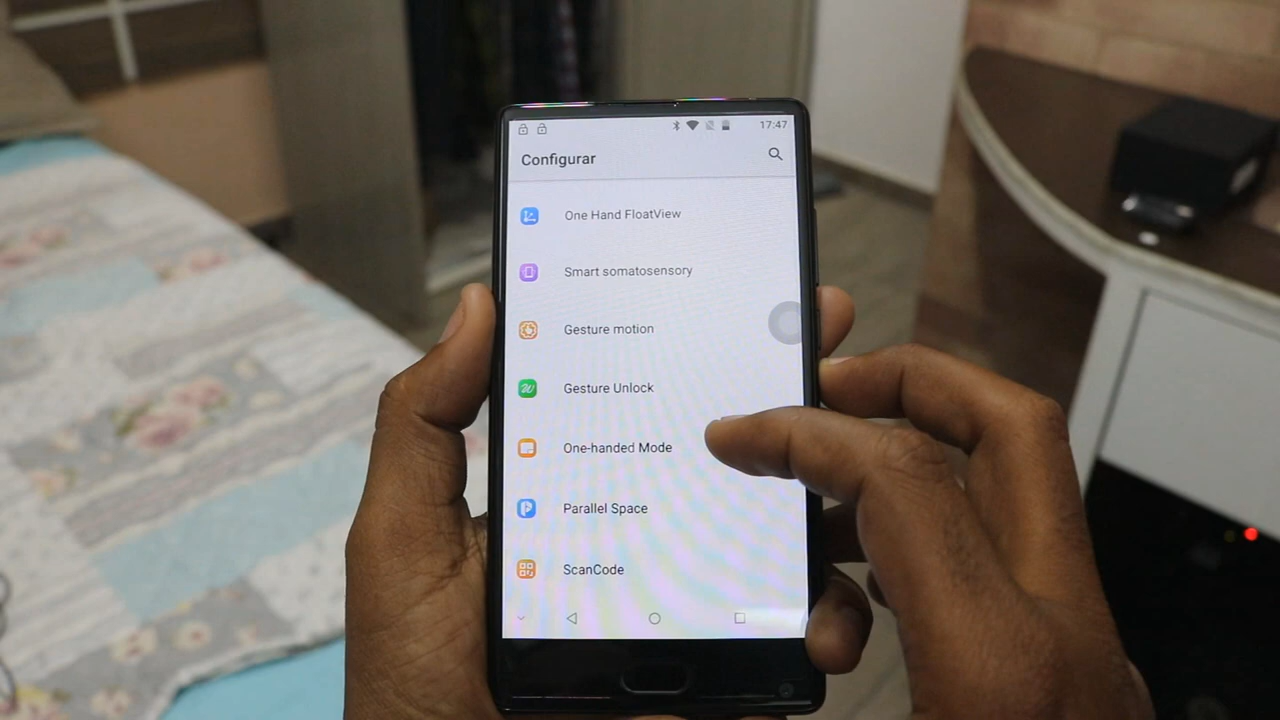 17:47
Configurar
One Hand FloatView
Smart somatosensory
Gesture motion
Gesture Unlock
One-handed Mode
Parallel Space
ScanCode